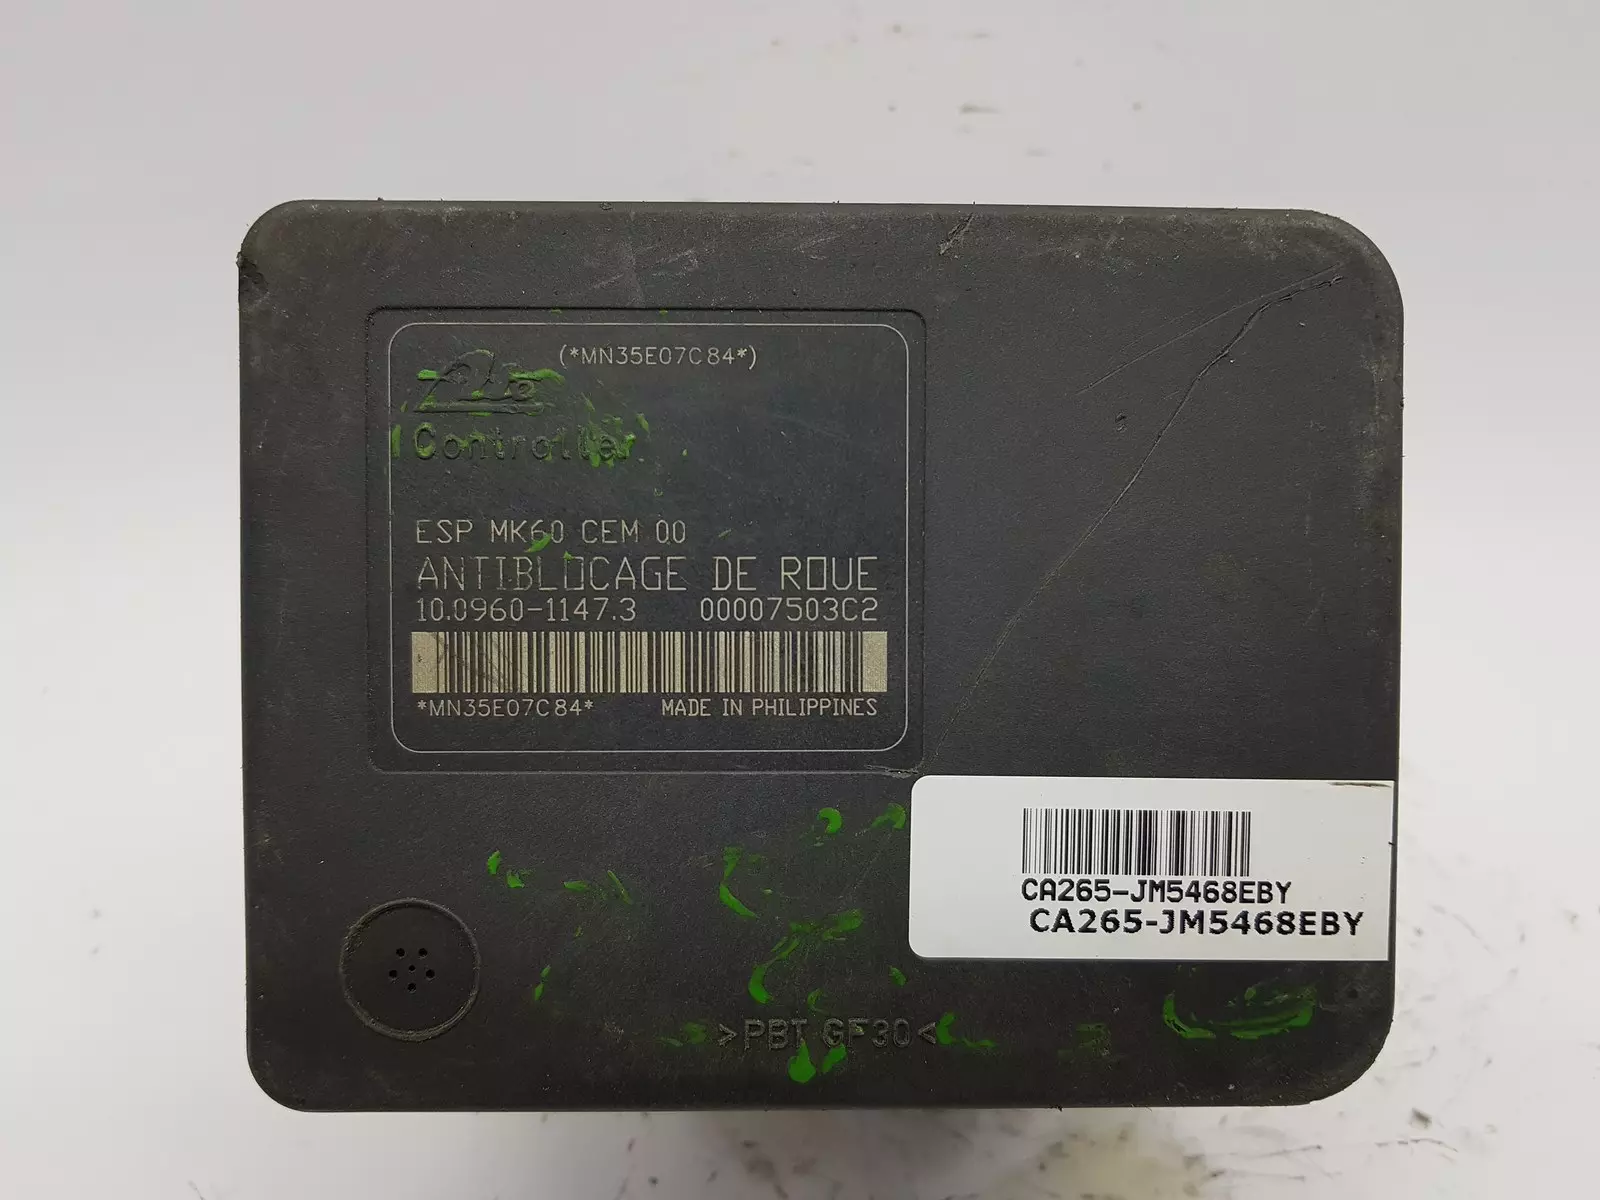 (*MN35E07C84*)
Ate
Controller
ESP MK60 CEM 00
ANTIBLOCAGE DE ROUE
10.0960-1147.3 00007503C2
*MN35E07C84* MADE IN PHILIPPINES
CA265-JM5468EBY
CA265-JM5468EBY
>PBT GF30<